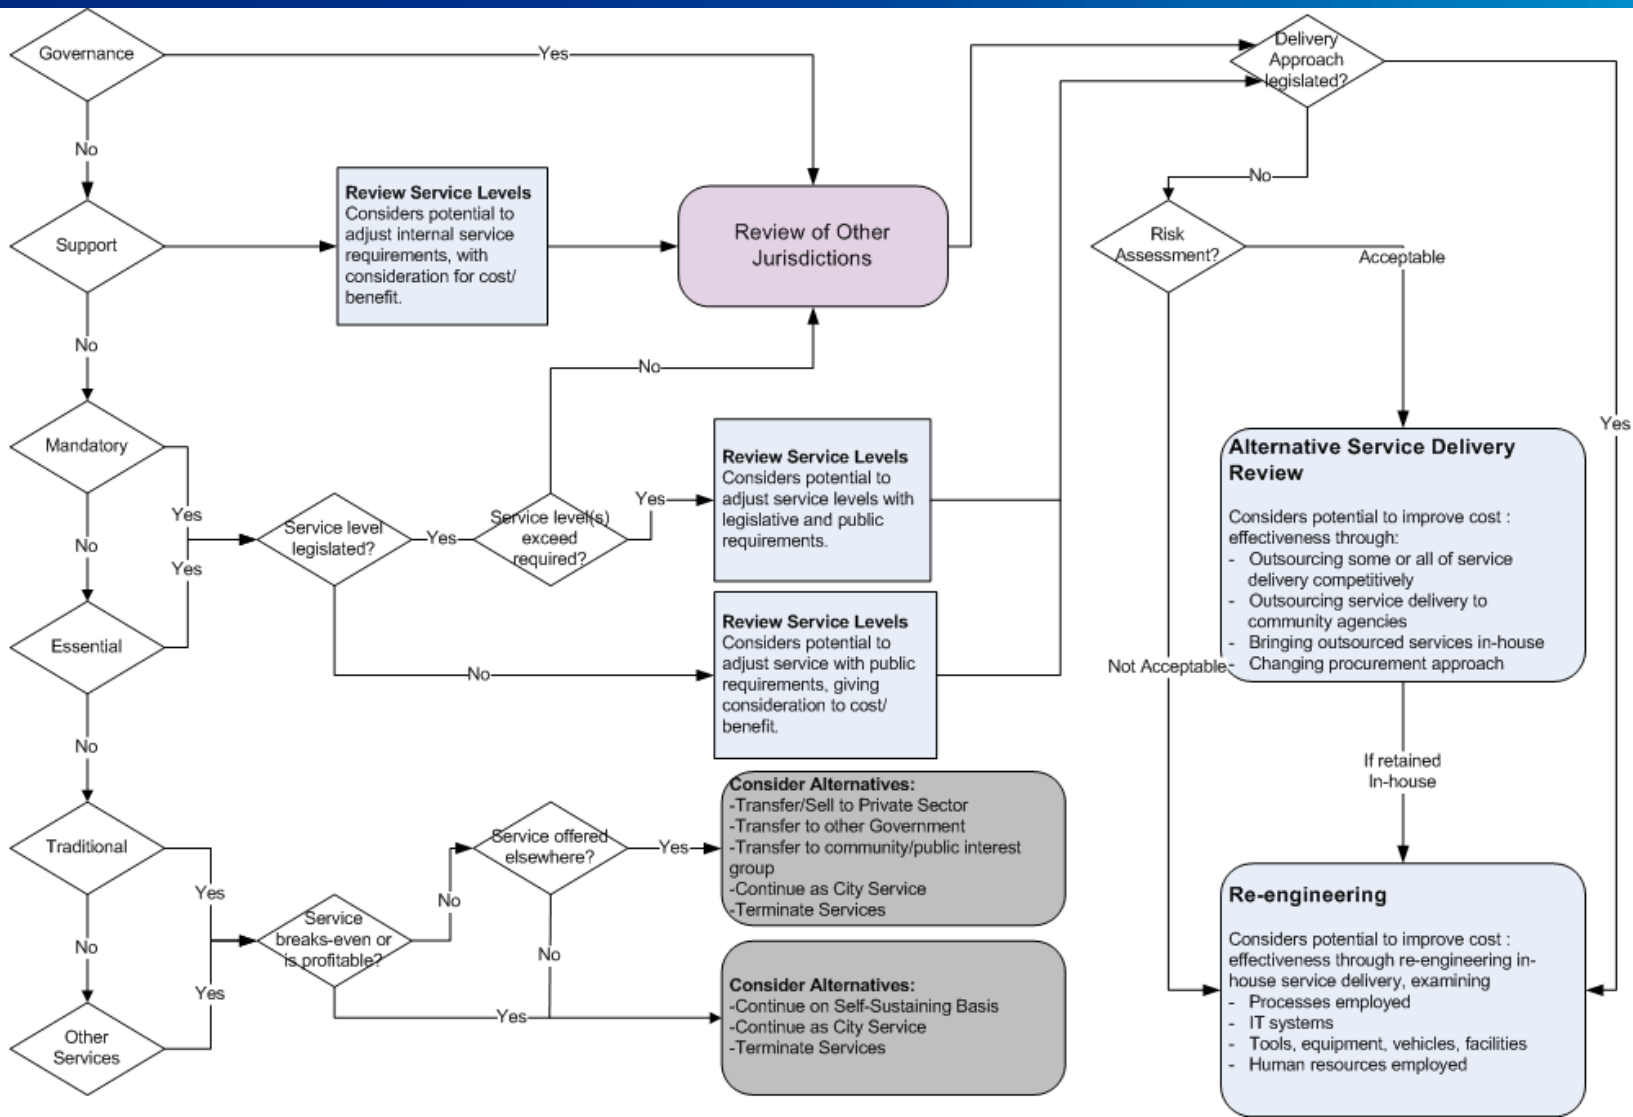 Governance
Yes
Delivery
Approach
legislated?
No
No
Support
Review Service Levels
Considers potential to
adjust internal service
requirements, with
consideration for cost/
benefit.
Review of Other
Jurisdictions
Risk
Assessment?
Acceptable
No
No
Yes
Mandatory
Yes
Yes
No
Service level
legislated?
Yes
Service level(s)
exceed
required?
Yes
Review Service Levels
Considers potential to
adjust service levels with
legislative and public
requirements.
Alternative Service Delivery
Review
Considers potential to improve cost :
effectiveness through:
- Outsourcing some or all of service
delivery competitively
- Outsourcing service delivery to
community agencies
- Bringing outsourced services in-house
- Changing procurement approach
Not Acceptable
Essential
No
Review Service Levels
Considers potential to
adjust service with public
requirements, giving
consideration to cost/
benefit.
No
If retained
In-house
Traditional
Yes
Yes
No
Service
breaks-even or
is profitable?
No
Service offered
elsewhere?
Yes
Consider Alternatives:
-Transfer/Sell to Private Sector
-Transfer to other Government
-Transfer to community/public interest
group
-Continue as City Service
-Terminate Services
No
Yes
Other
Services
Consider Alternatives:
-Continue on Self-Sustaining Basis
-Continue as City Service
-Terminate Services
Re-engineering
Considers potential to improve cost :
effectiveness through re-engineering in-
house service delivery, examining
- Processes employed
- IT systems
- Tools, equipment, vehicles, facilities
- Human resources employed